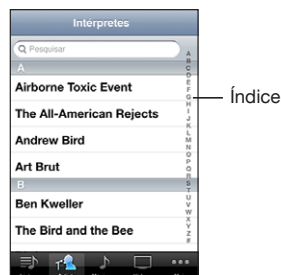 Intérpretes
Pesquisar
A
Airborne Toxic Event
The All-American Rejects
Andrew Bird
Art Brut
B
Ben Kweller
The Bird and the Bee
A
B
C
D
E
F
G
H
I
J
K
L
M
N
O
P
Q
R
S
T
U
V
W
X
Y
Z
#
Índice